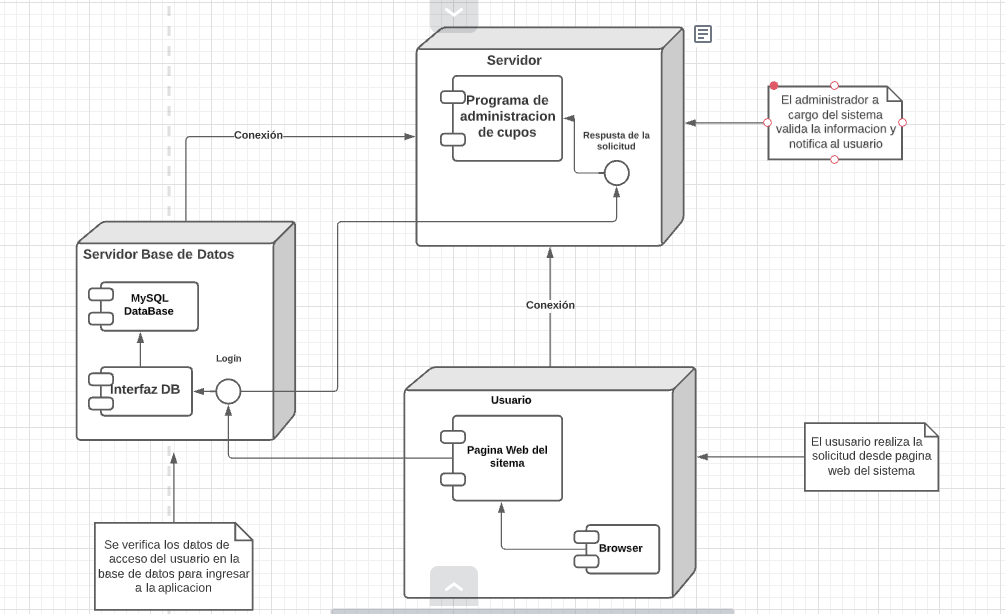 Servidor
Programa de
administracion
de cupos
Respusta de la
solicitud
El administrador a
cargo del sistema
valida la informacion y
notifica al usuario
Conexión
Servidor Base de Datos
MySQL
DataBase
Interfaz DB
Login
Conexión
Usuario
Pagina Web del
sitema
Browser
El ususario realiza la
solicitud desde pagina
web del sistema
Se verifica los datos de
acceso del usuario en la
base de datos para ingresar
a la aplicacion